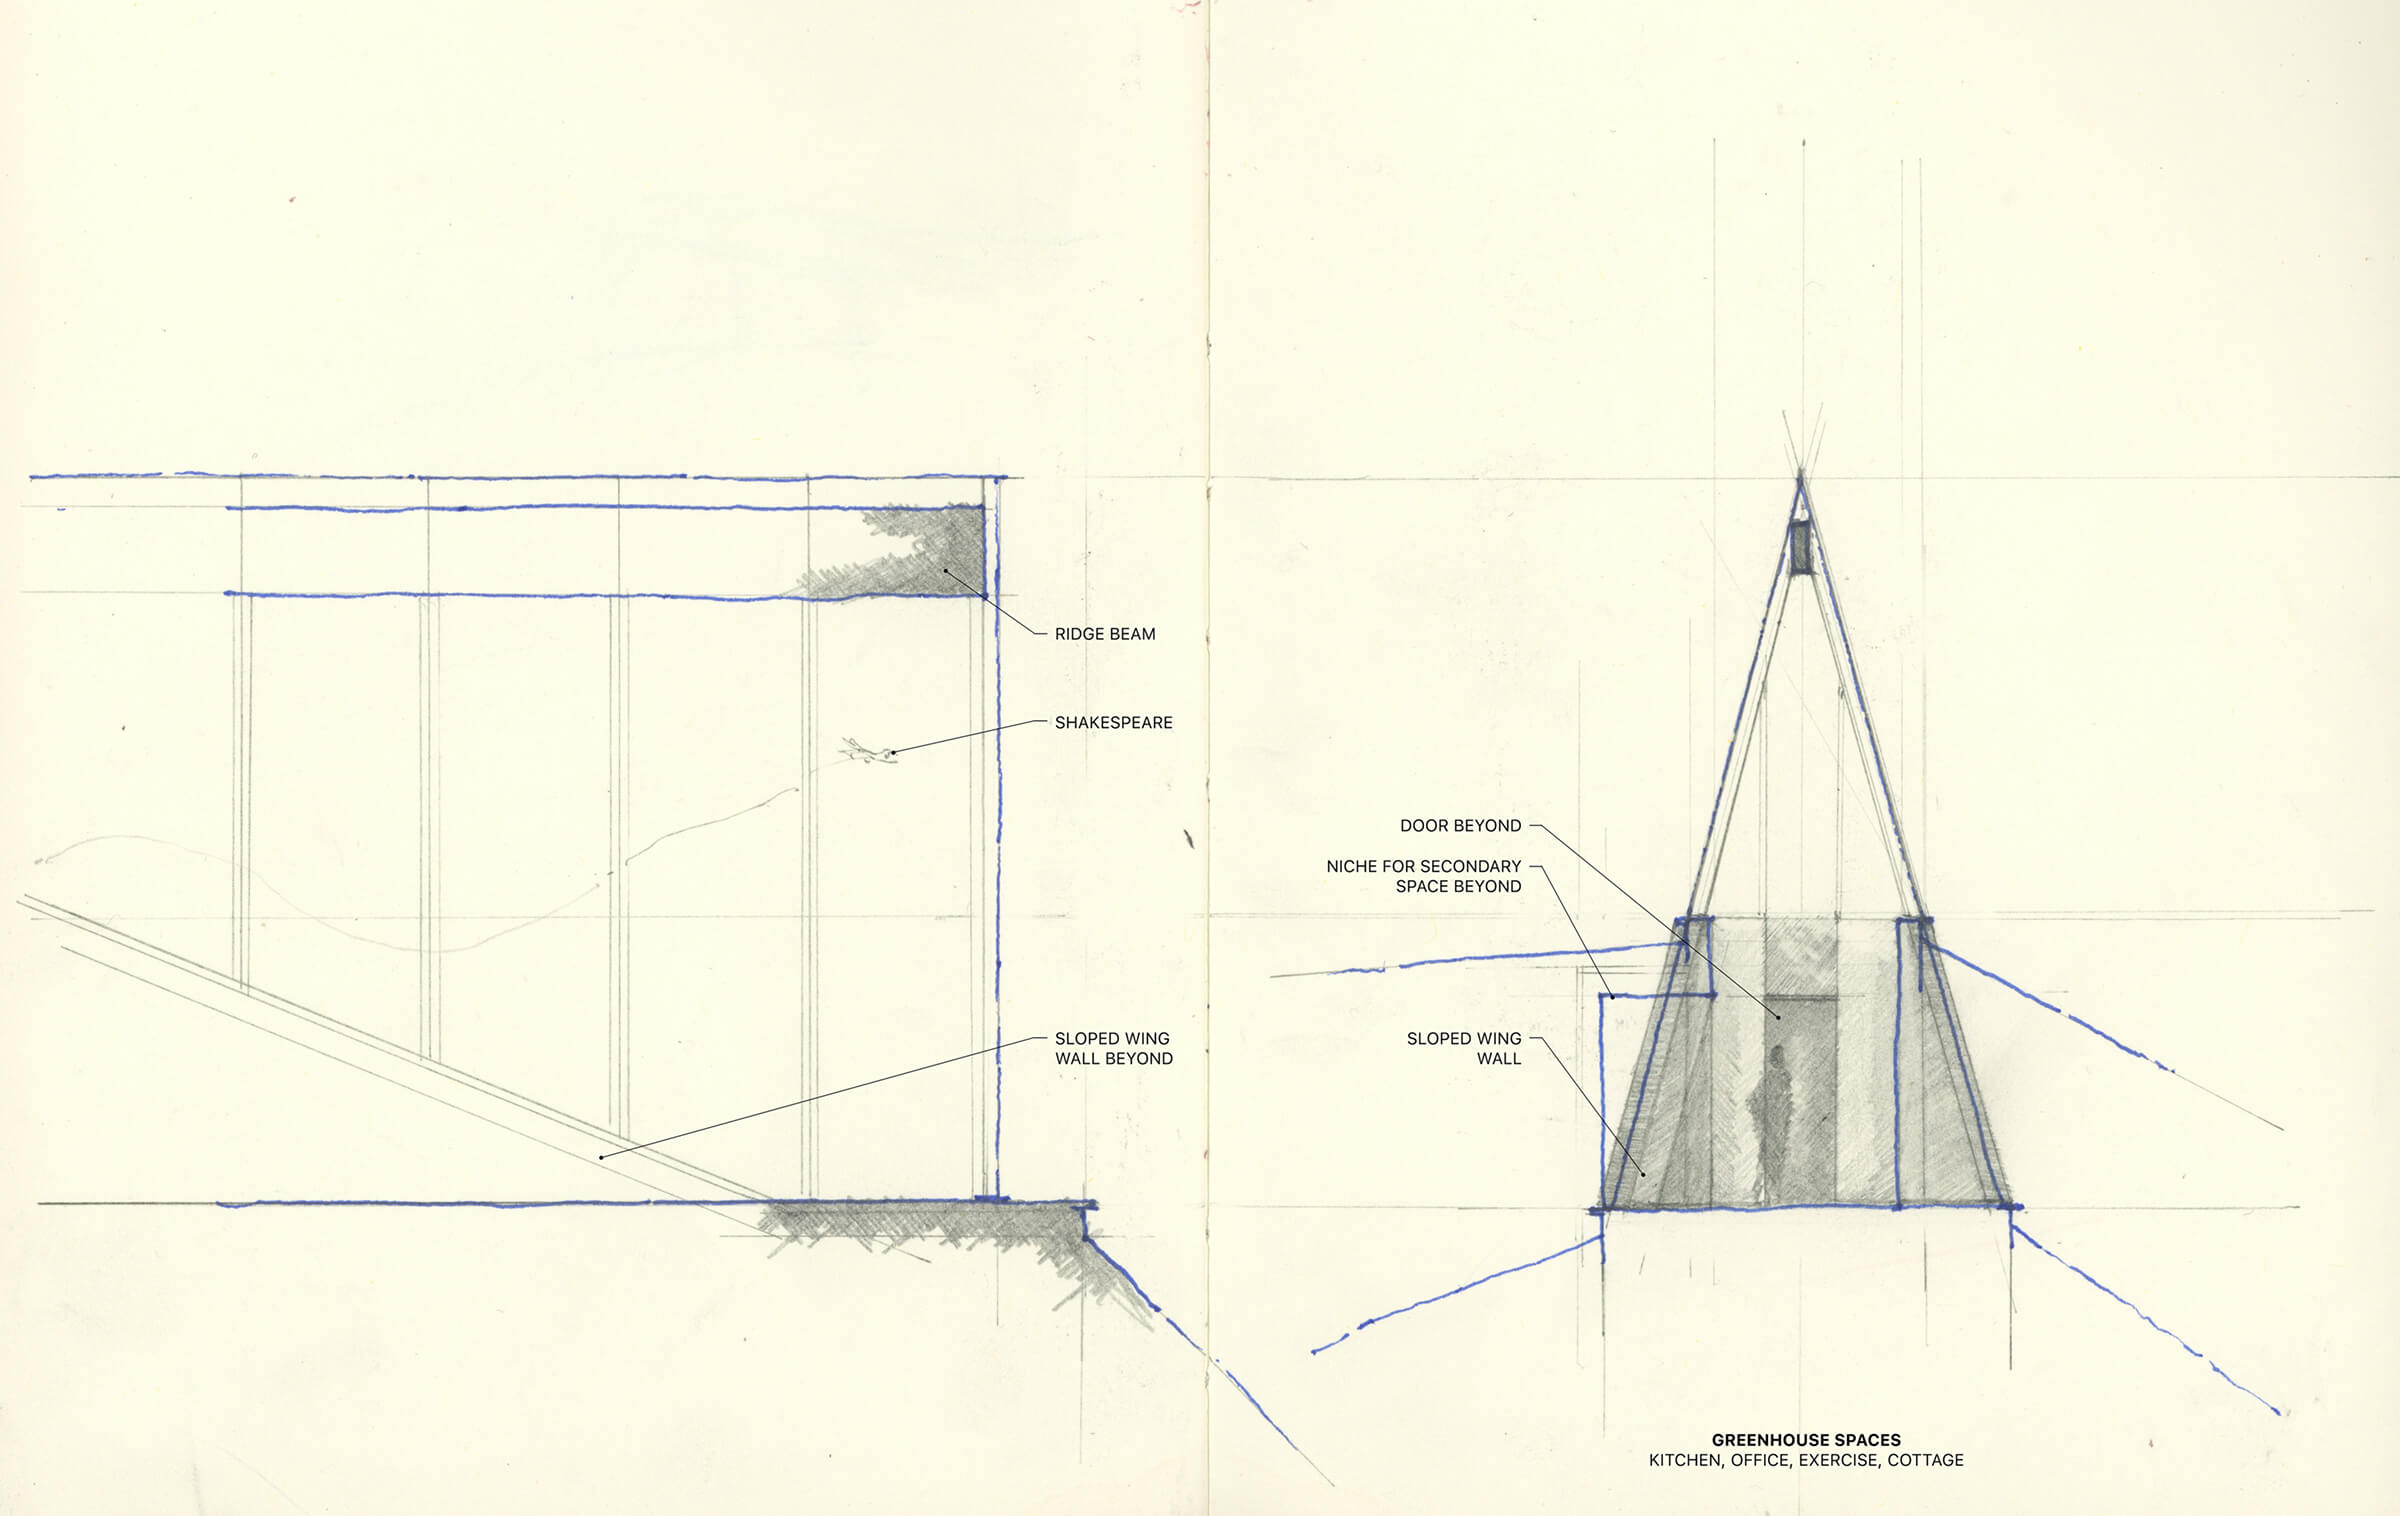 RIDGE BEAM
SHAKESPEARE
SLOPED WING
WALL BEYOND
DOOR BEYOND
NICHE FOR SECONDARY
SPACE BEYOND
SLOPED WING
WALL
GREENHOUSE SPACES
KITCHEN, OFFICE, EXERCISE, COTTAGE